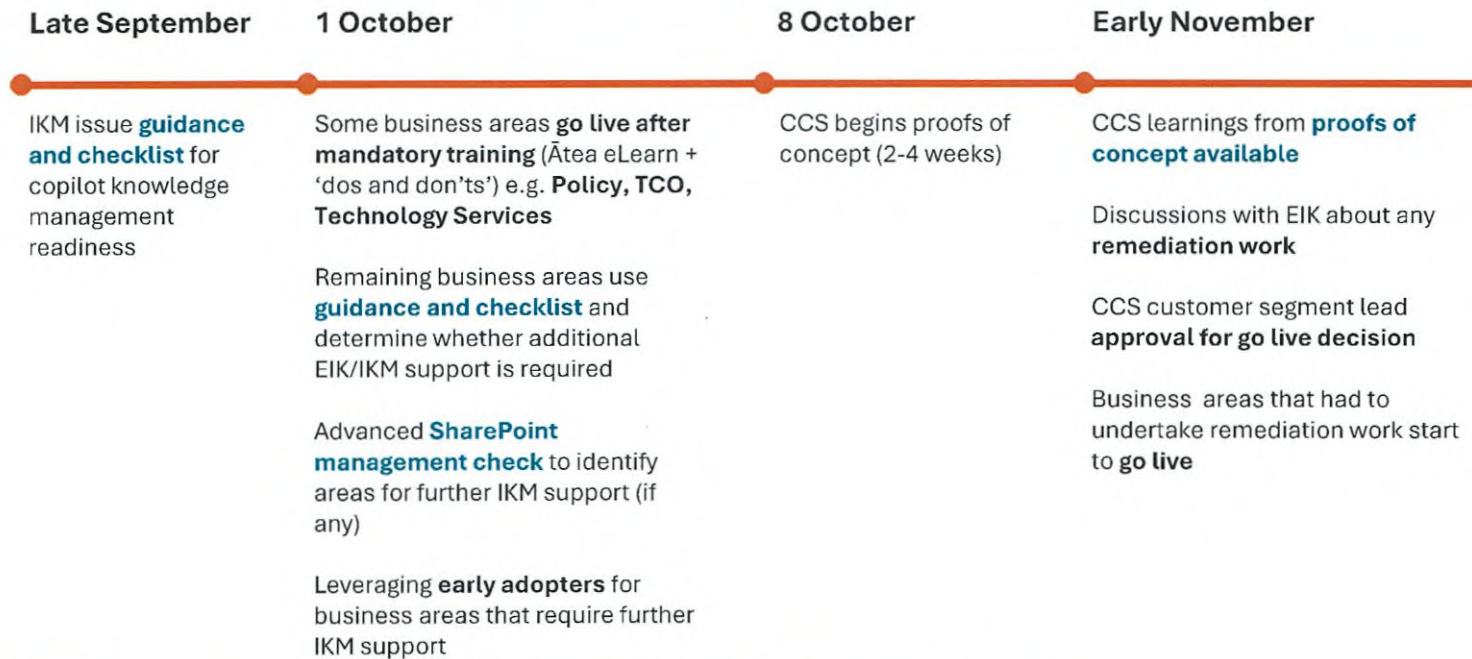 Late September
IKM issue guidance
and checklist for
copilot knowledge
management
readiness
1 October
Some business areas go live after
mandatory training (Ātea eLearn +
‘dos and don’ts’) e.g. Policy, TCO,
Technology Services
Remaining business areas use
guidance and checklist and
determine whether additional
EIK/IKM support is required
Advanced SharePoint
management check to identify
areas for further IKM support (if
any)
Leveraging early adopters for
business areas that require further
IKM support
8 October
CCS begins proofs of
concept (2-4 weeks)
Early November
CCS learnings from proofs of
concept available
Discussions with EIK about any
remediation work
CCS customer segment lead
approval for go live decision
Business areas that had to
undertake remediation work start
to go live